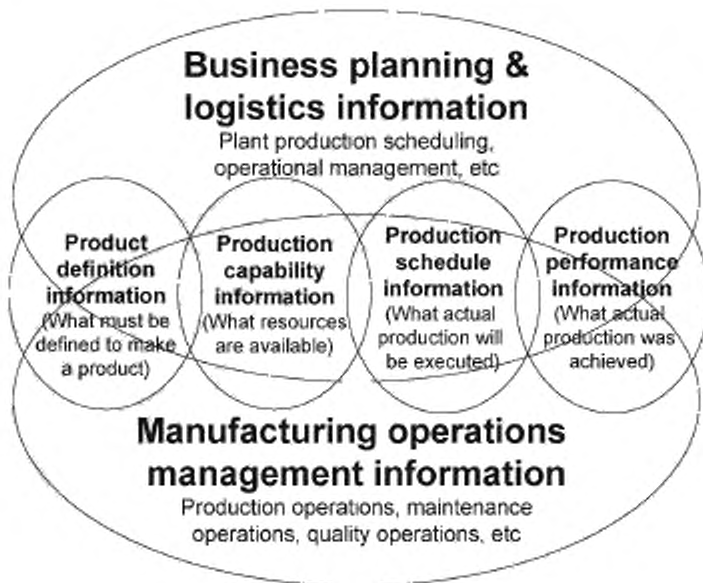 Business planning &
logistics information
Plant production scheduling,
operational management, etc
Product
definition
information
(What must be
defined to make
a product)
Production
capability
information
(What resources
are available)
Production
schedule
information
(What actual
production will
be executed)
Production
performance
information
(What actual
production was
achieved)
Manufacturing operations
management information
Production operations, maintenance
operations, quality operations, etc